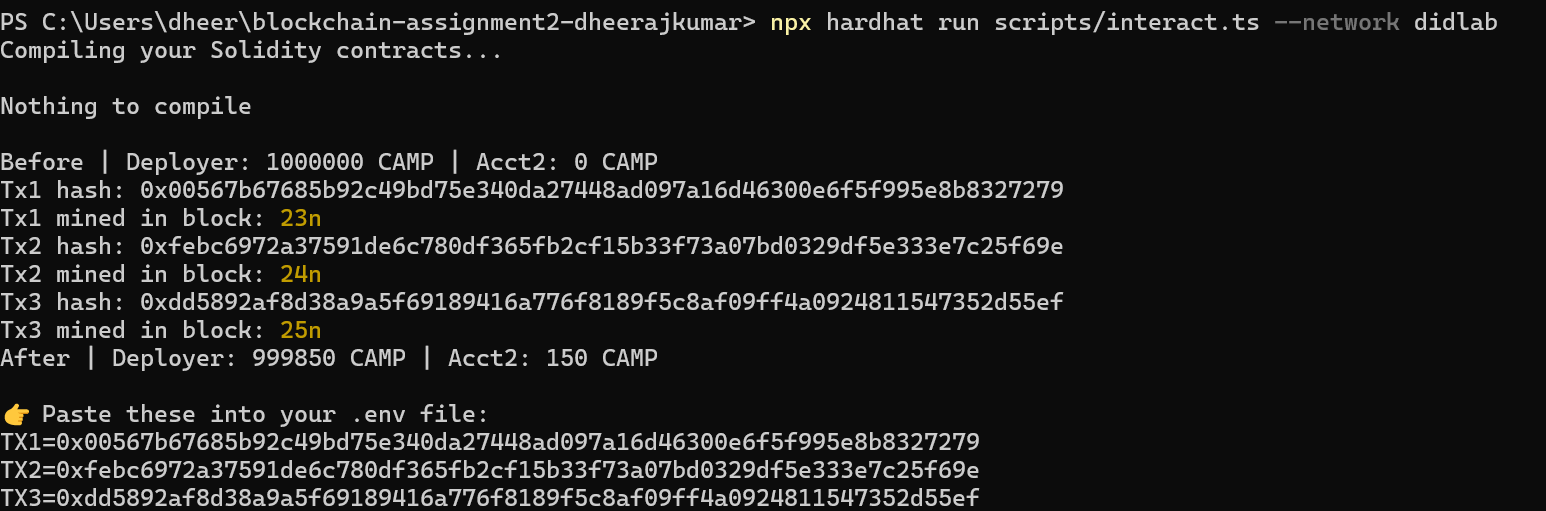 PS C:\Users\dheer\blockchain-assignment2-dheerajkumar> npx hardhat run scripts/interact.ts --network didlab
Compiling your Solidity contracts...
Nothing to compile
Before | Deployer: 1000000 CAMP | Acct2: 0 CAMP
Tx1 hash: 0x00567b67685b92c49bd75e340da27448ad097a16d46300e6f5f995e8b8327279
Tx1 mined in block: 23n
Tx2 hash: 0xfebc6972a37591de6c780df365fb2cf15b33f73a07bd0329df5e333e7c25f69e
Tx2 mined in block: 24n
Tx3 hash: 0xdd5892af8d38a9a5f69189416a776f8189f5c8af09ff4a0924811547352d55ef
Tx3 mined in block: 25n
After | Deployer: 999850 CAMP | Acct2: 150 CAMP
👉 Paste these into your .env file:
TX1=0x00567b67685b92c49bd75e340da27448ad097a16d46300e6f5f995e8b8327279
TX2=0xfebc6972a37591de6c780df365fb2cf15b33f73a07bd0329df5e333e7c25f69e
TX3=0xdd5892af8d38a9a5f69189416a776f8189f5c8af09ff4a0924811547352d55ef